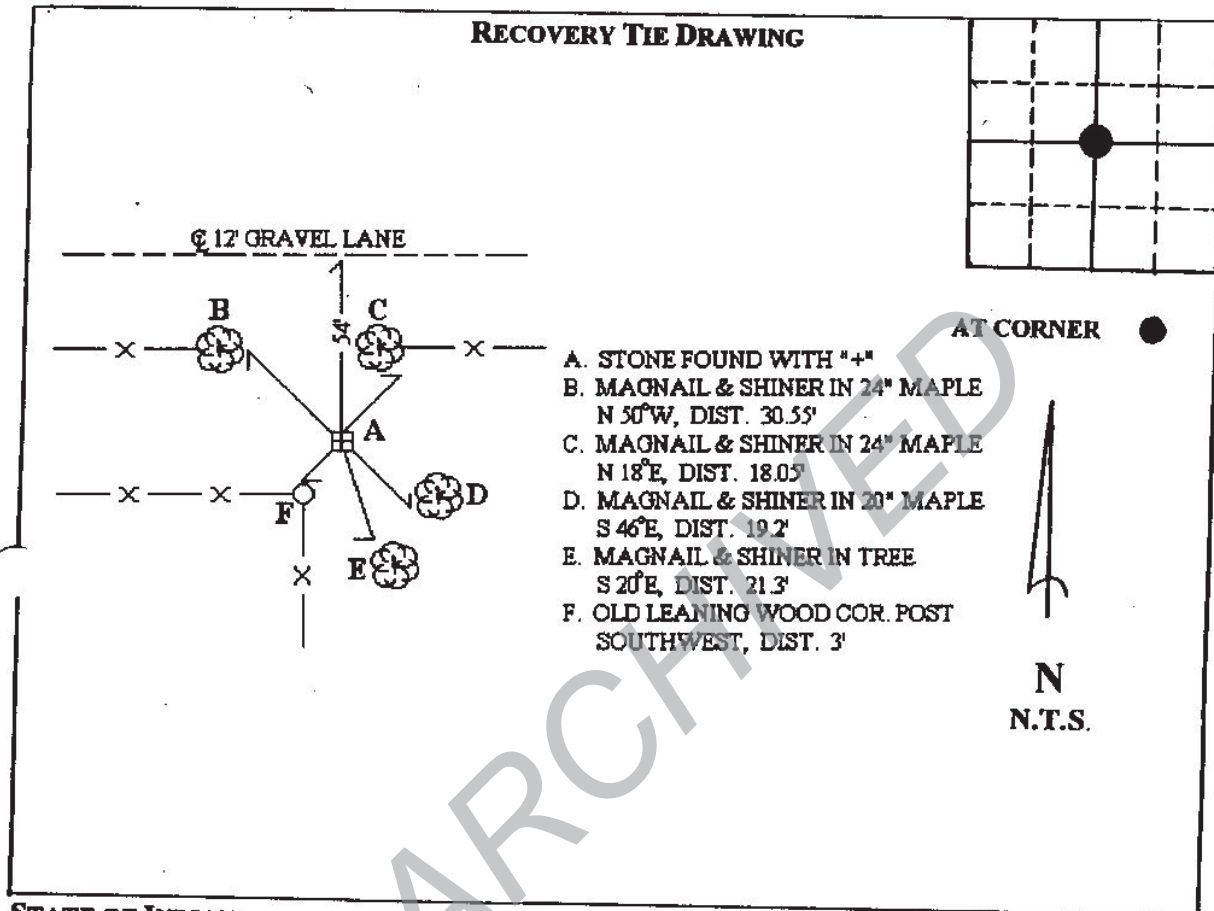 RECOVERY TIE DRAWING
℄ 12' GRAVEL LANE
B
C
54'
A
D
F
E
AT CORNER
A. STONE FOUND WITH "+"
B. MAGNAIL & SHINER IN 24" MAPLE
N 50°W, DIST. 30.55'
C. MAGNAIL & SHINER IN 24" MAPLE
N 18°E, DIST. 18.05'
D. MAGNAIL & SHINER IN 20" MAPLE
S 46°E, DIST. 19.2'
E. MAGNAIL & SHINER IN TREE
S 20°E, DIST. 21.3'
F. OLD LEANING WOOD COR. POST
SOUTHWEST, DIST. 3'
N
N.T.S.
ARCHIVED